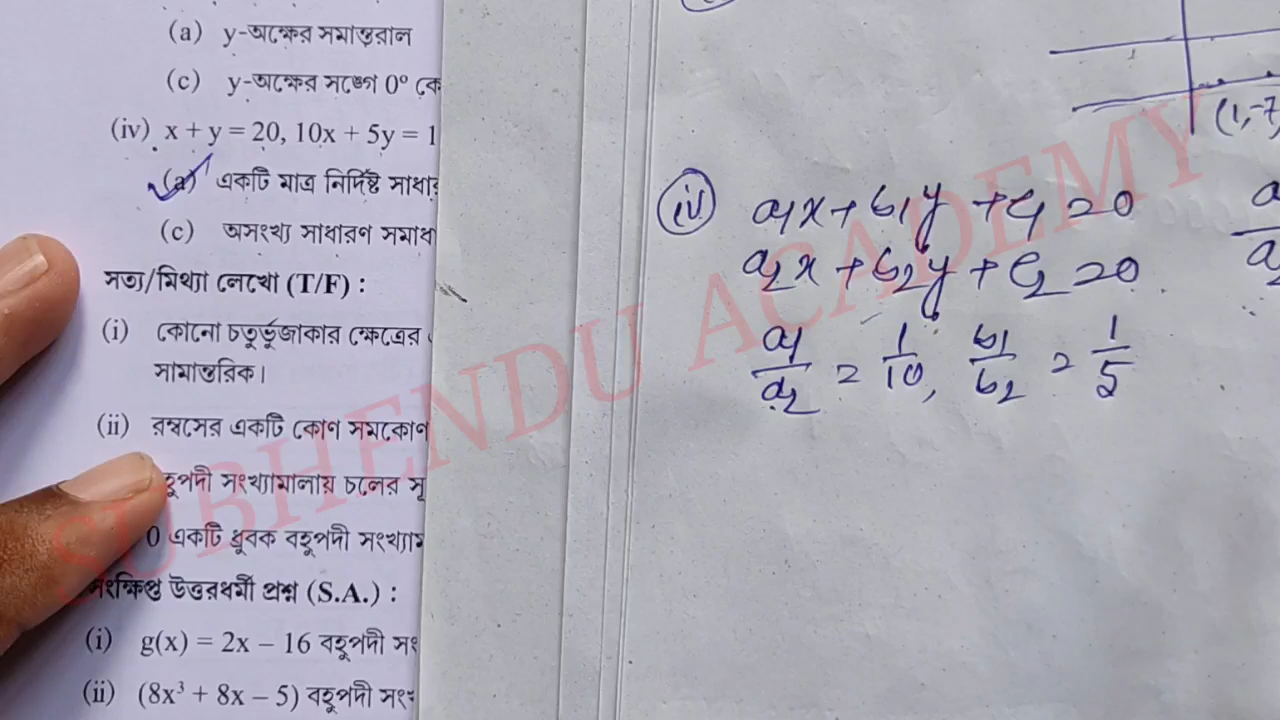 (a) y-অক্ষের সমান্তরাল
(c) y-অক্ষের সঙ্গে 0°
(iv) x + y = 20, 10x + 5y = 1
(a) একটি মাত্র নির্দিষ্ট
(c) অসংখ্য সাধারণ
সত্য/মিথ্যা লেখো (T/F) :
(i) কোনো চতুর্ভুজাকার ক্ষেত্রের
সামান্তরিক।
(ii) রম্বসের একটি কোণ সমকোণ
সংখ্যামালায় চলের
0 একটি ধ্রুবক বহুপদী
উত্তরধর্মী প্রশ্ন (S.A.) :
(i) g(x) = 2x – 16 বহুপদী
(ii) (8x³ + 8x – 5) বহুপদী
(1, -7
(iv) a₁x + b₁y + c₁ = 0
a₂x + b₂y + c₂ = 0
a₁/a₂ = 1/10, b₁/b₂ = 1/5
SUBHENDU ACADEMY